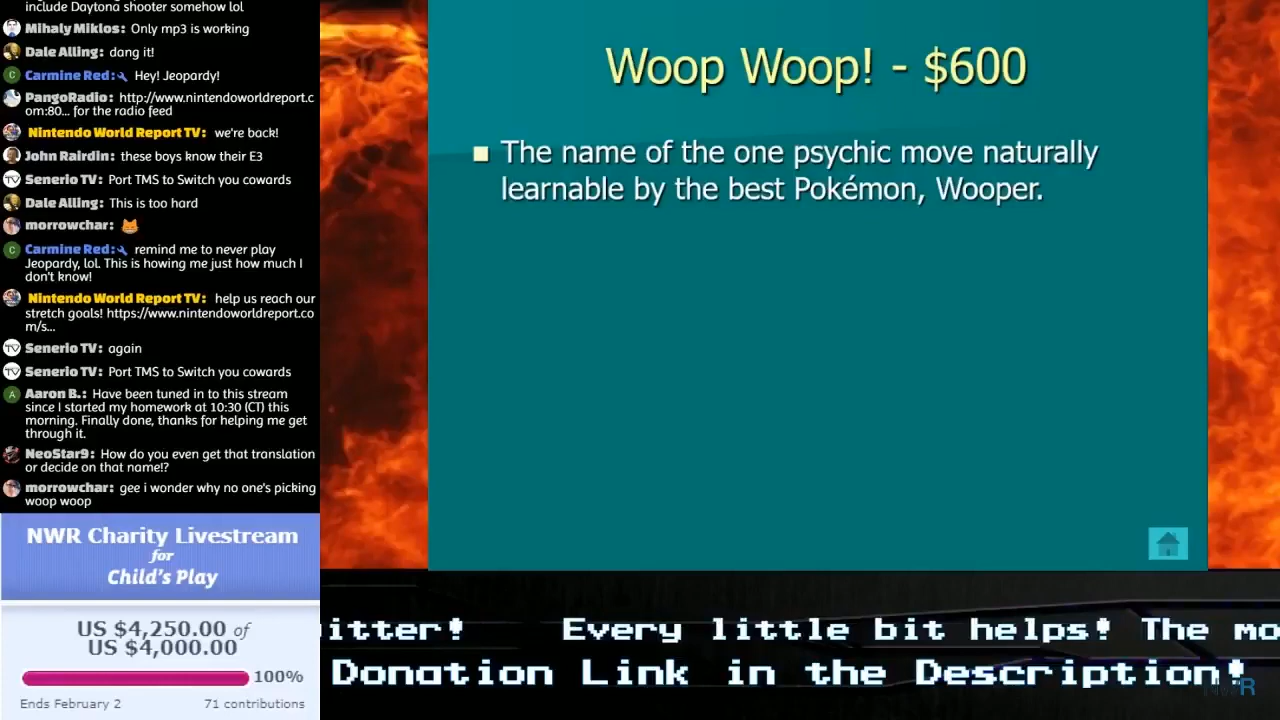 include Daytona shooter somehow lol
Mihaly Miklos: Only mp3 is working
Dale Alling: dang it!
Carmine Red: Hey! Jeopardy!
PangoRadio: http://www.nintendoworldreport.c
om:80... for the radio feed
Nintendo World Report TV: we're back!
John Rairdin: these boys know their E3
Senerio TV: Port TMS to Switch you cowards
Dale Alling: This is too hard
morrowchar:
Carmine Red: remind me to never play
Jeopardy, lol. This is howing me just how much I
don't know!
Nintendo World Report TV: help us reach our
stretch goals! https://www.nintendoworldreport.co
m/s...
Senerio TV: again
Senerio TV: Port TMS to Switch you cowards
Aaron B.: Have been tuned in to this stream
since I started my homework at 10:30 (CT) this
morning. Finally done, thanks for helping me get
through it.
NeoStar9: How do you even get that translation
or decide on that name!?
morrowchar: gee i wonder why no one's picking
woop woop
NWR Charity Livestream
for
Child's Play
US $4,250.00 of
US $4,000.00
100%
Ends February 2 71 contributions
Woop Woop! - $600
The name of the one psychic move naturally
learnable by the best Pokémon, Wooper.
itter! Every little bit helps! The mo
Donation Link in the Description!
NWR